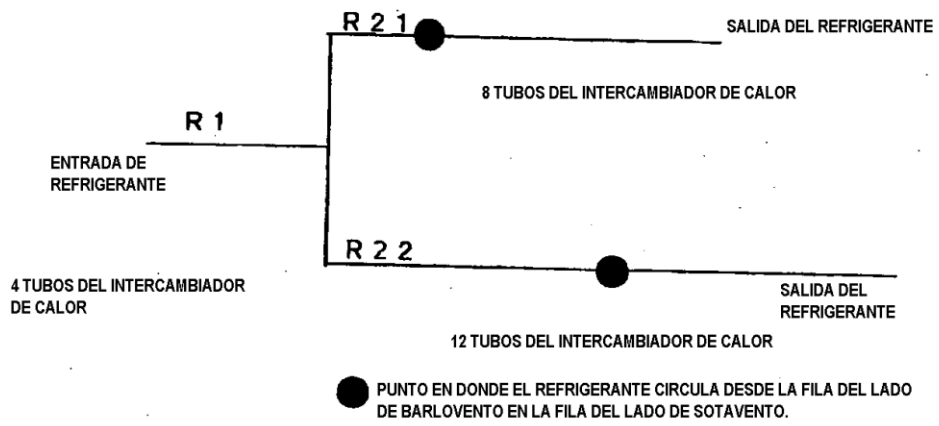 R 2 1
SALIDA DEL REFRIGERANTE
8 TUBOS DEL INTERCAMBIADOR DE CALOR
R 1
ENTRADA DE
REFRIGERANTE
R 2 2
4 TUBOS DEL INTERCAMBIADOR
DE CALOR
SALIDA DEL
REFRIGERANTE
12 TUBOS DEL INTERCAMBIADOR DE CALOR
PUNTO EN DONDE EL REFRIGERANTE CIRCULA DESDE LA FILA DEL LADO
DE BARLOVENTO EN LA FILA DEL LADO DE SOTAVENTO.